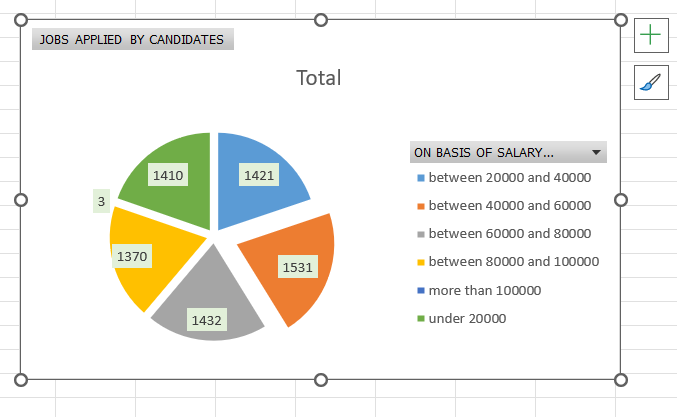 JOBS APPLIED BY CANDIDATES
Total
1410
1421
3
1370
1531
1432
ON BASIS OF SALARY...
between 20000 and 40000
between 40000 and 60000
between 60000 and 80000
between 80000 and 100000
more than 100000
under 20000